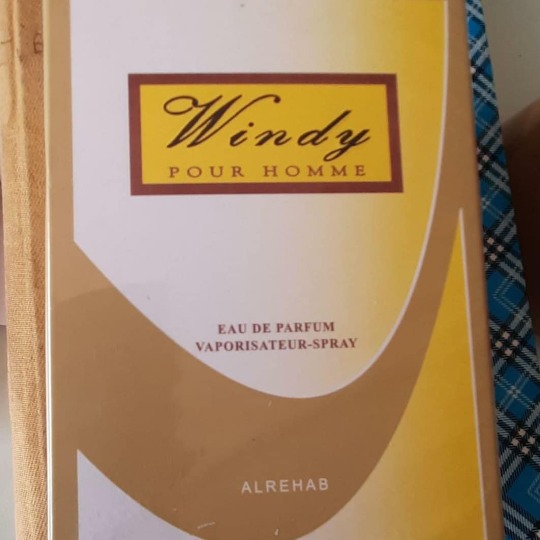 Windy
POUR HOMME
EAU DE PARFUM
VAPORISATEUR-SPRAY
ALREHAB